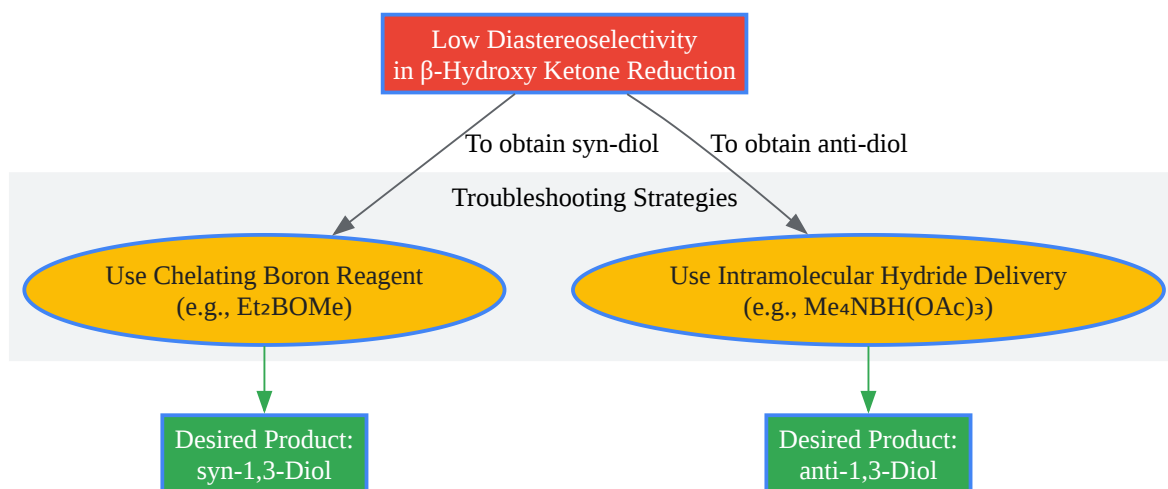 Low Diastereoselectivity
in β-Hydroxy Ketone Reduction
To obtain syn-diol
To obtain anti-diol
Troubleshooting Strategies
Use Chelating Boron Reagent
(e.g., Et₂BOMe)
Use Intramolecular Hydride Delivery
(e.g., Me₄NBH(OAc)₃)
Desired Product:
syn-1,3-Diol
Desired Product:
anti-1,3-Diol